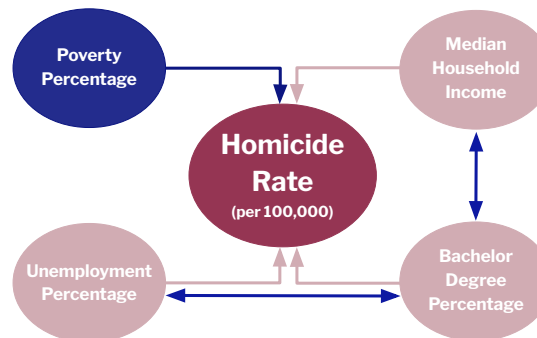 Poverty
Percentage
Median
Household
Income
Homicide
Rate
(per 100,000)
Unemployment
Percentage
Bachelor
Degree
Percentage